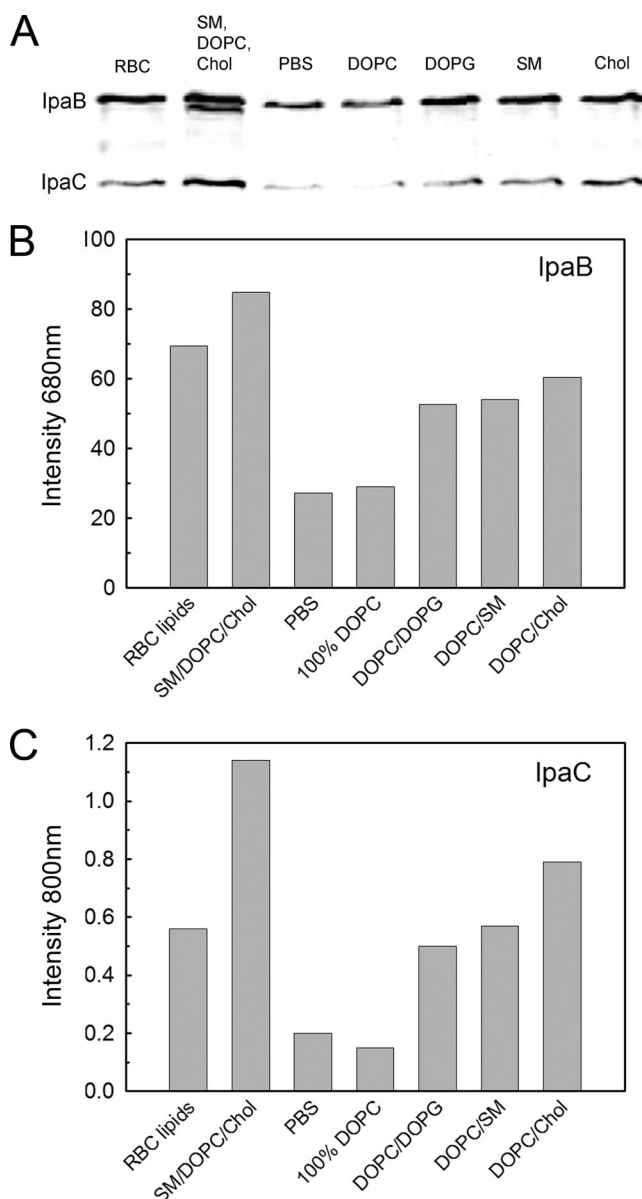 A
RBC
SM,
DOPC,
Chol
PBS
DOPC
DOPG
SM
Chol
IpaB
IpaC
B
IpaB
Intensity 680nm
100
80
60
40
20
0
RBC lipids
SM/DOPC/Chol
PBS
100% DOPC
DOPC/DOPG
DOPC/SM
DOPC/Chol
C
IpaC
Intensity 800nm
1.2
1.0
0.8
0.6
0.4
0.2
0.0
RBC lipids
SM/DOPC/Chol
PBS
100% DOPC
DOPC/DOPG
DOPC/SM
DOPC/Chol